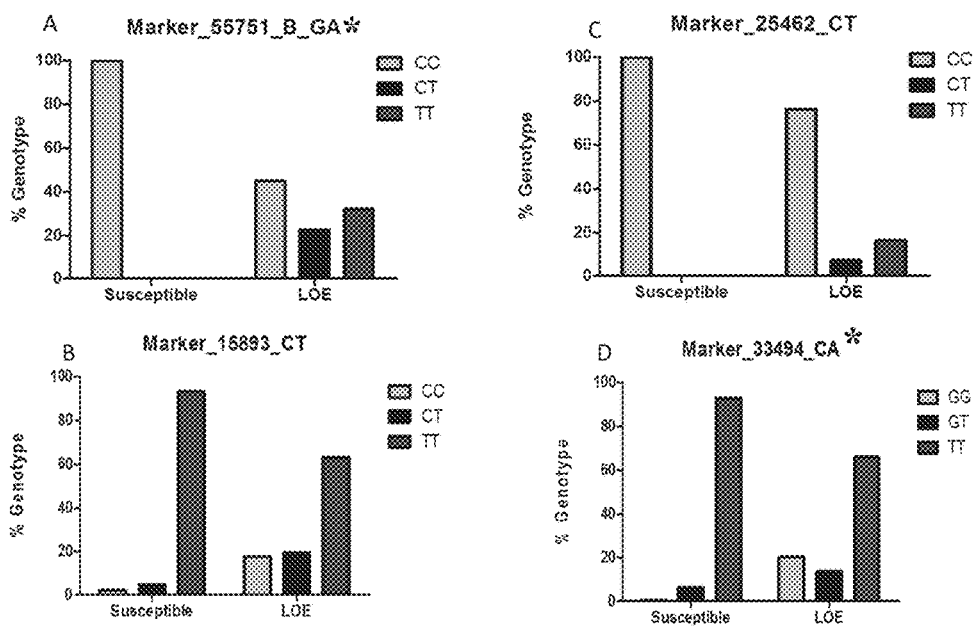 A
Marker_55751_B_GA*
% Genotype
100
80
60
40
20
0
Susceptible
LOE
CC
CT
TT
C
Marker_25462_CT
% Genotype
100
80
60
40
20
0
Susceptible
LOE
CC
CT
TT
B
Marker_15893_CT
% Genotype
100
80
60
40
20
0
Susceptible
LOE
CC
CT
TT
D
Marker_33494_CA*
% Genotype
100
80
60
40
20
0
Susceptible
LOE
GG
GT
TT